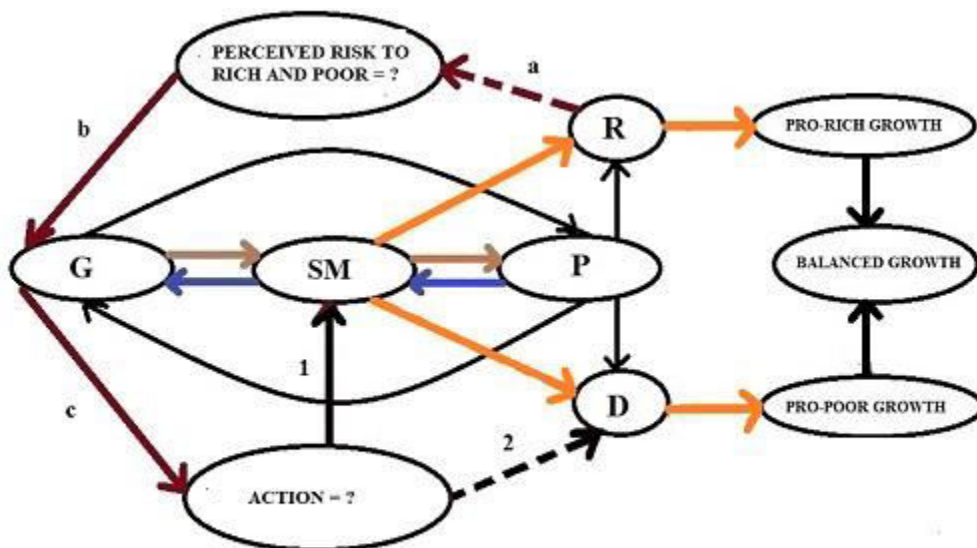 PERCEIVED RISK TO
RICH AND POOR = ?
a
R
PRO-RICH GROWTH
b
G
SM
P
BALANCED GROWTH
1
c
D
PRO-POOR GROWTH
2
ACTION = ?